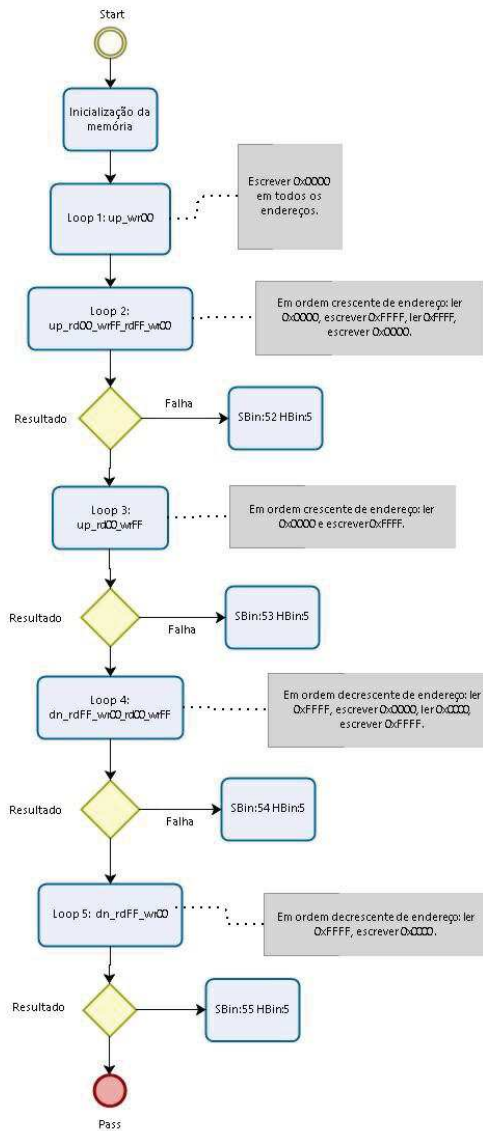 Start
Inicialização da
memória
Loop 1: up_wr00
Escrever 0x0000
em todos os
endereços.
Loop 2:
up_rd00_wrFF_rdFF_wr00
Em ordem crescente de endereço: ler
0x0000, escrever 0xFFFF, ler 0xFFFF,
escrever 0x0000.
Resultado
Falha
SBin:52 HBin:5
Loop 3:
up_rd00_wrFF
Em ordem crescente de endereço: ler
0x0000 e escrever 0xFFFF.
Resultado
Falha
SBin:53 HBin:5
Loop 4:
dn_rdFF_wr00_rd00_wrFF
Em ordem decrescente de endereço: ler
0xFFFF, escrever 0x0000, ler 0x0000,
escrever 0xFFFF.
Resultado
Falha
SBin:54 HBin:5
Loop 5: dn_rdFF_wr00
Em ordem decrescente de endereço: ler
0xFFFF, escrever 0x0000.
Resultado
SBin:55 HBin:5
Pass